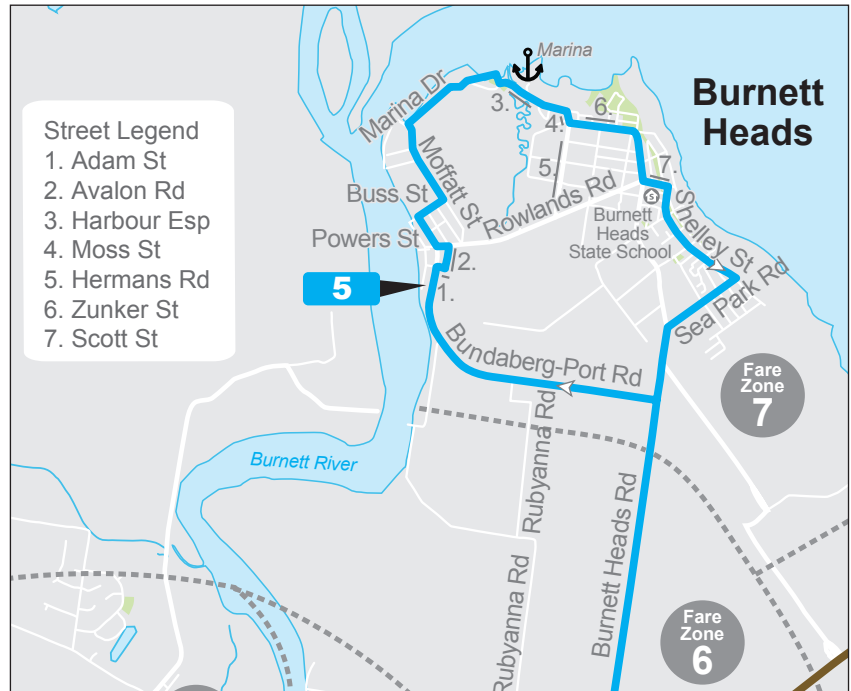 Marina
Burnett
Heads
Street Legend
1. Adam St
2. Avalon Rd
3. Harbour Esp
4. Moss St
5. Hermans Rd
6. Zunker St
7. Scott St
Marina Dr
3.
4.
6.
5.
7.
Moffatt St
Buss St
Rowlands Rd
Burnett
Heads
State School
Shelley St
Powers St
2.
5
1.
Sea Park Rd
Bundaberg-Port Rd
Fare
Zone
7
Burnett River
Rubyanna Rd
Burnett Heads Rd
Rubyanna Rd
Fare
Zone
6